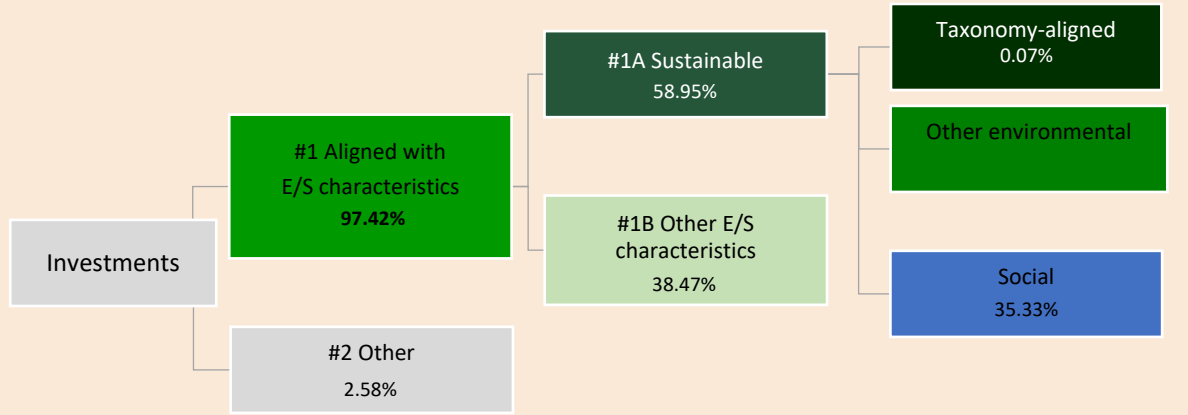 Investments
#1 Aligned with
E/S characteristics
97.42%
#2 Other
2.58%
#1A Sustainable
58.95%
#1B Other E/S
characteristics
38.47%
Taxonomy-aligned
0.07%
Other environmental
Social
35.33%